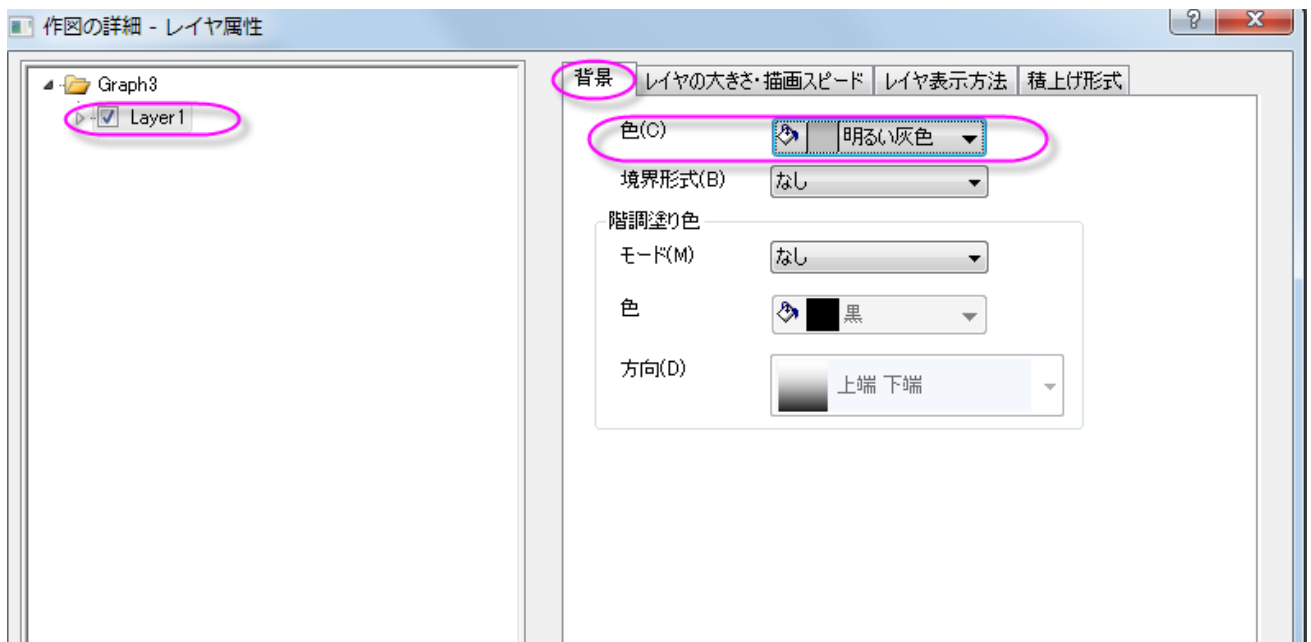 作図の詳細 - レイヤ属性
Graph3
Layer1
背景 レイヤの大きさ・描画スピード レイヤ表示方法 積上げ形式
色(C) 明るい灰色
境界形式(B) なし
階調塗り色
モード(M) なし
色 黒
方向(D) 上端 下端